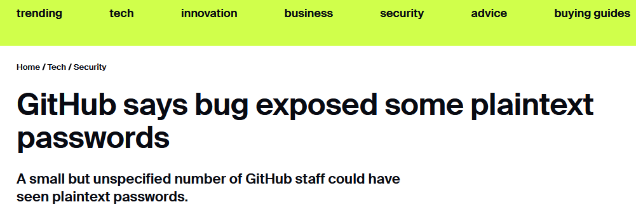 trending tech innovation business security advice buying guides
Home / Tech / Security
GitHub says bug exposed some plaintext
passwords
A small but unspecified number of GitHub staff could have
seen plaintext passwords.